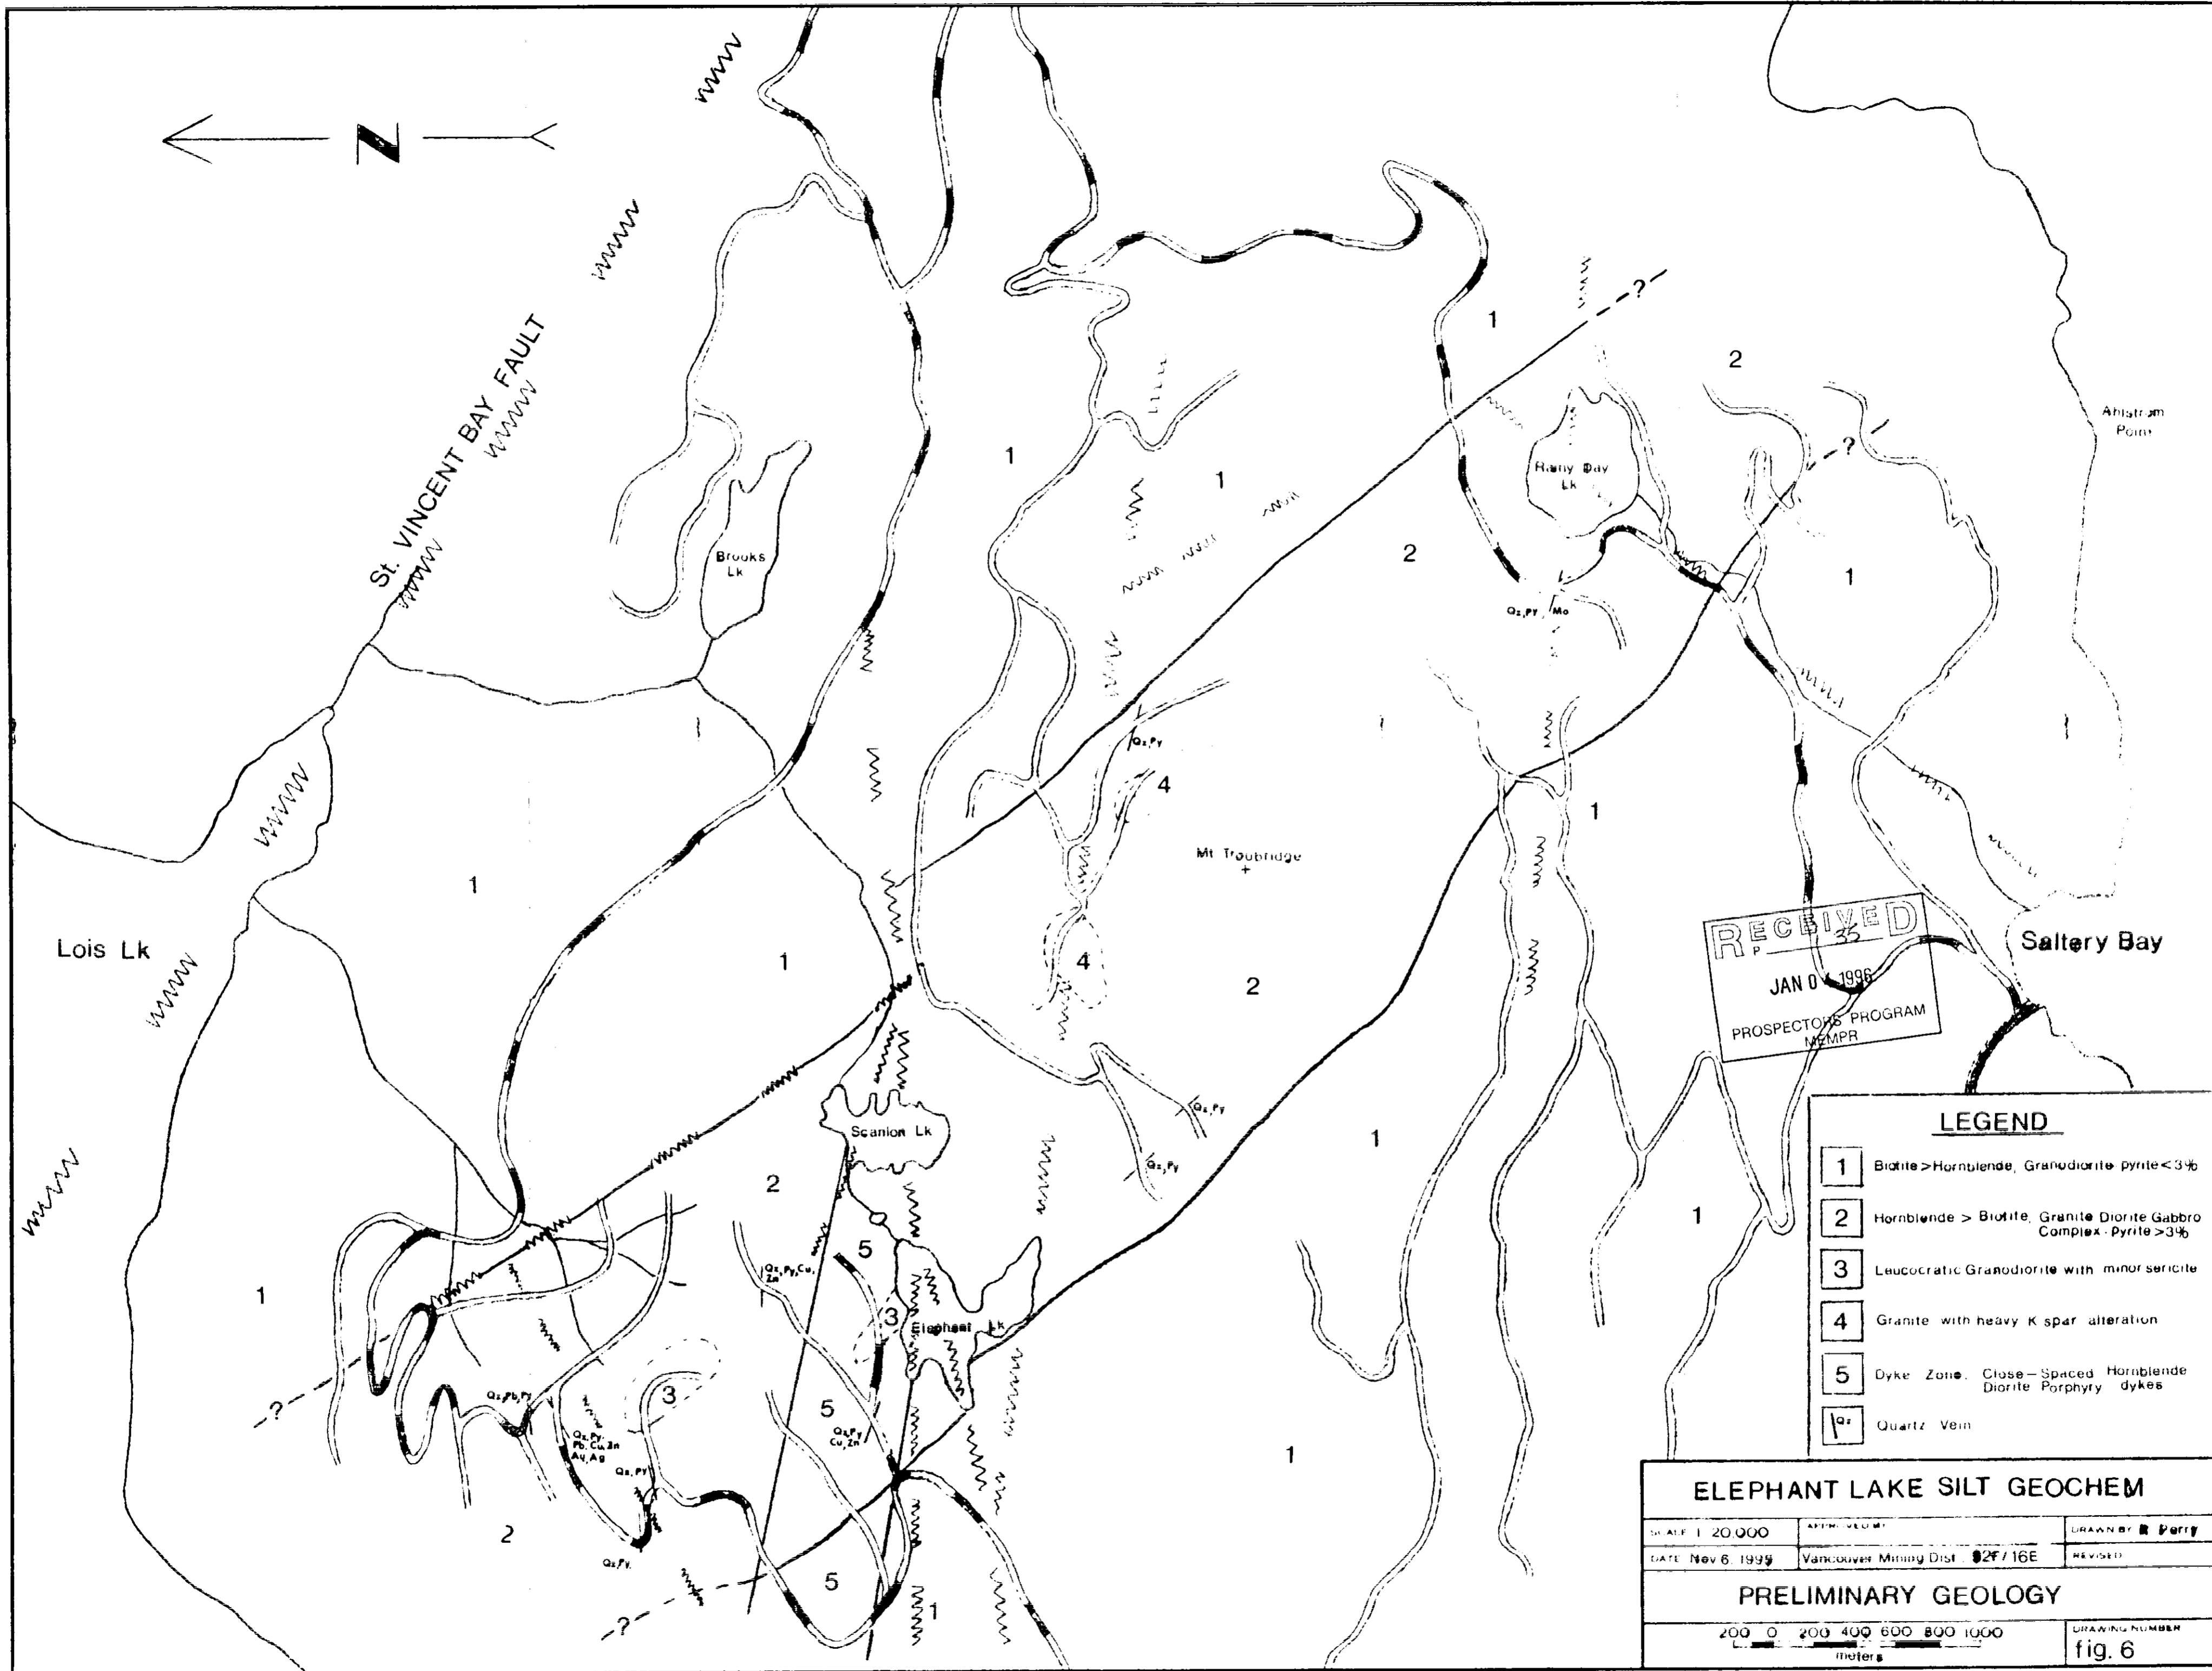 N
St. VINCENT BAY FAULT
?
1
2
Ahlstrom
Point
1
1
Rainy Day
Lk
?
Brooks
Lk
2
1
Qz, Py Mo
Qz, Py
4
1
Mt Troubridge
+
1
Lois Lk
1
4
2
RECEIVED
P 35
JAN 0 1996
PROSPECTORS PROGRAM
MEMPR
Saltery Bay
Scanlon Lk
Qz, Py
Qz, Py
1
2
1
5
Qz, Py, Cu,
Zn
1
3
Elephant Lk
?
Qz, Pb, Py
3
5
Qz, Py
Cu, Zn
Qz, Py.
Pb, Cu, Zn
Au, Ag
Qz, Py
1
2
Qz, Py.
5
1
?
LEGEND
1 Biotite > Hornblende, Granodiorite pyrite < 3%
2 Hornblende > Biotite, Granite Diorite Gabbro
Complex. Pyrite > 3%
3 Leucocratic Granodiorite with minor sericite
4 Granite with heavy K spar alteration
5 Dyke Zone. Close-Spaced Hornblende
Diorite Porphyry dykes
Qz Quartz Vein
ELEPHANT LAKE SILT GEOCHEM
SCALE 1 20,000 APPROVED BY DRAWN BY R Perry
DATE Nov 6, 1995 Vancouver Mining Dist. 92F/16E REVISED
PRELIMINARY GEOLOGY
200 0 200 400 600 800 1000
meters
DRAWING NUMBER
fig. 6